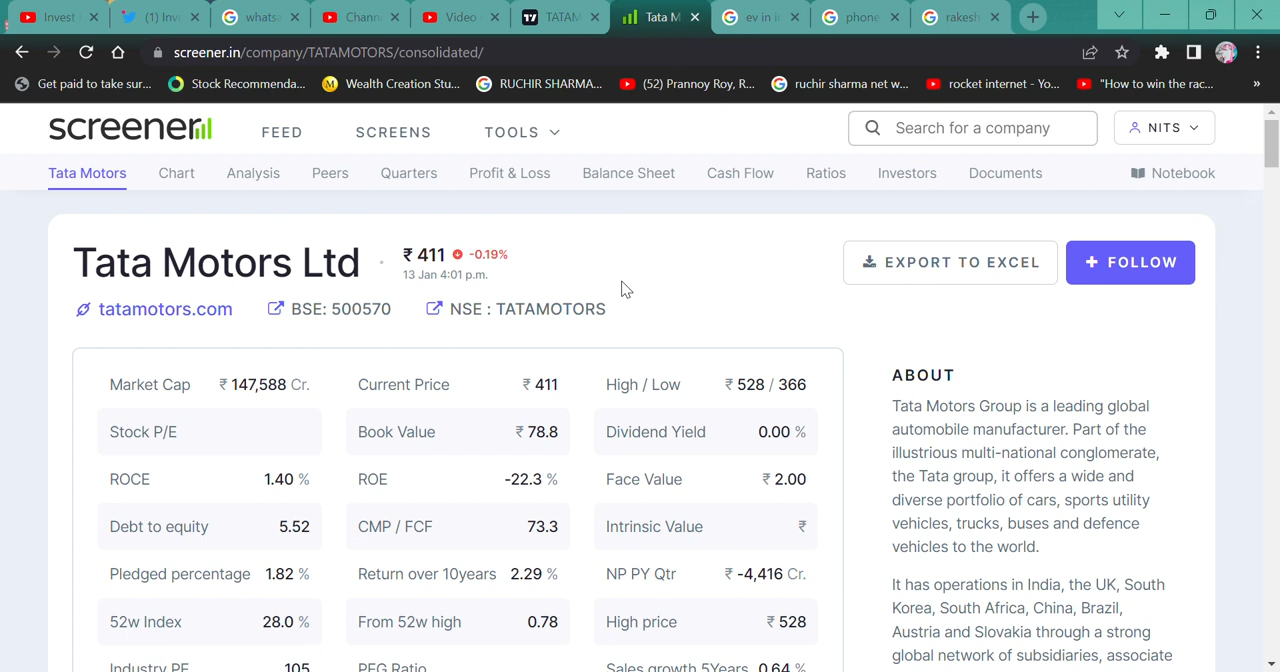 Invest
(1) Inv
whats
Chann
Video
TATAM
Tata M
ev in i
phone
rakesh
screener.in/company/TATAMOTORS/consolidated/
Get paid to take sur... Stock Recommenda... Wealth Creation Stu... RUCHIR SHARMA... (52) Prannoy Roy, R... ruchir sharma net w... rocket internet - Yo... "How to win the rac... »
screener FEED SCREENS TOOLS Search for a company NITS
Tata Motors Chart Analysis Peers Quarters Profit & Loss Balance Sheet Cash Flow Ratios Investors Documents Notebook
Tata Motors Ltd · ₹ 411 -0.19%
13 Jan 4:01 p.m.
EXPORT TO EXCEL
+ FOLLOW
tatamotors.com BSE: 500570 NSE : TATAMOTORS
Market Cap ₹ 147,588 Cr. Current Price ₹ 411 High / Low ₹ 528 / 366
Stock P/E Book Value ₹ 78.8 Dividend Yield 0.00 %
ROCE 1.40 % ROE -22.3 % Face Value ₹ 2.00
Debt to equity 5.52 CMP / FCF 73.3 Intrinsic Value ₹
Pledged percentage 1.82 % Return over 10years 2.29 % NP PY Qtr ₹ -4,416 Cr.
52w Index 28.0 % From 52w high 0.78 High price ₹ 528
Industry PE 105 PEG Ratio Sales growth 5Years 0.64 %
ABOUT
Tata Motors Group is a leading global
automobile manufacturer. Part of the
illustrious multi-national conglomerate,
the Tata group, it offers a wide and
diverse portfolio of cars, sports utility
vehicles, trucks, buses and defence
vehicles to the world.
It has operations in India, the UK, South
Korea, South Africa, China, Brazil,
Austria and Slovakia through a strong
global network of subsidiaries, associate